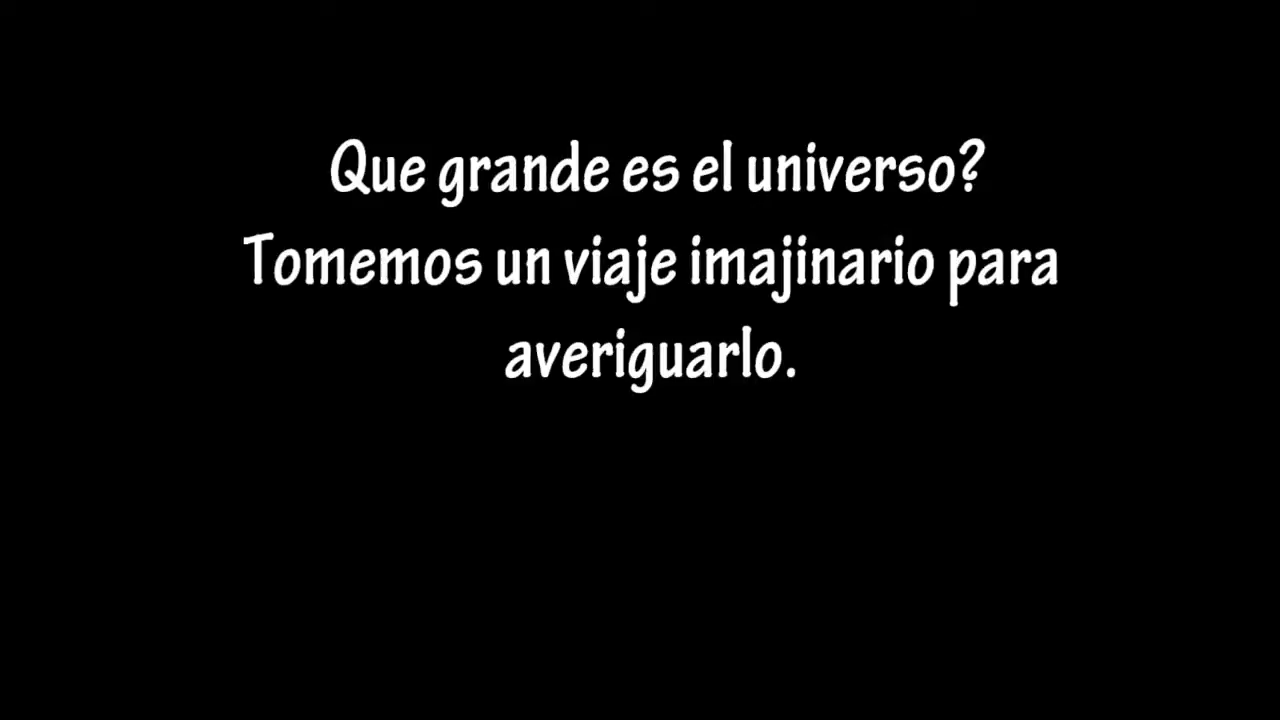 Que grande es el universo?
Tomemos un viaje imajinario para
averiguarlo.